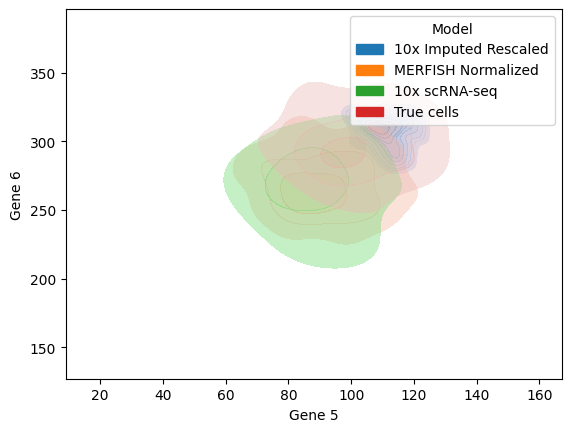 Model
10x Imputed Rescaled
MERFISH Normalized
10x scRNA-seq
True cells
350
300
250
200
150
Gene 6
20 40 60 80 100 120 140 160
Gene 5